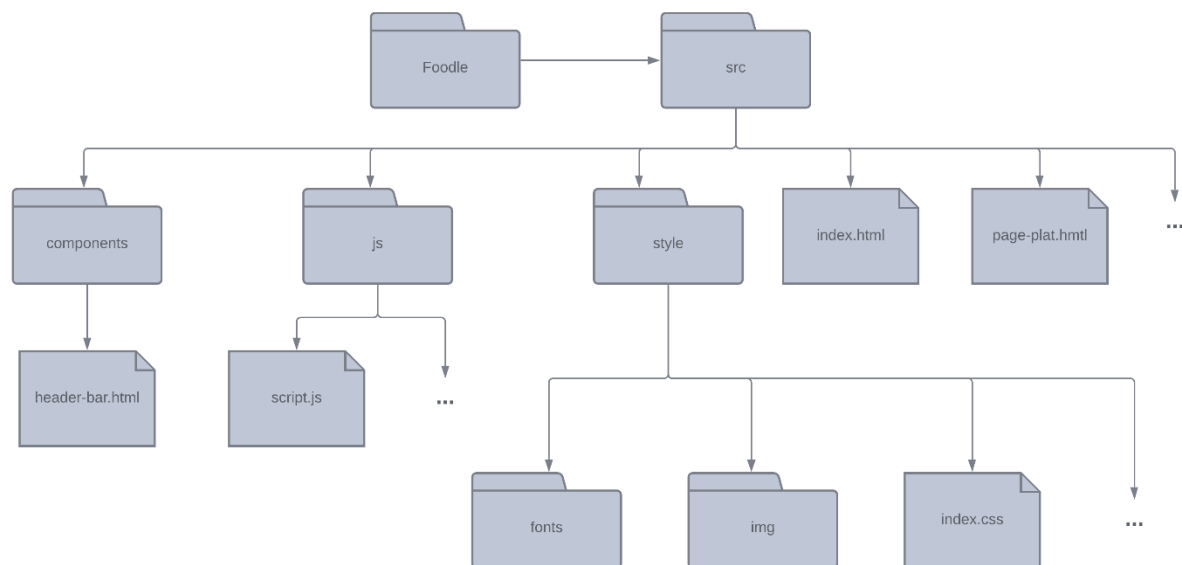 Foodle
src
components
js
style
index.html
page-plat.hmtl
...
header-bar.html
script.js
...
fonts
img
index.css
...